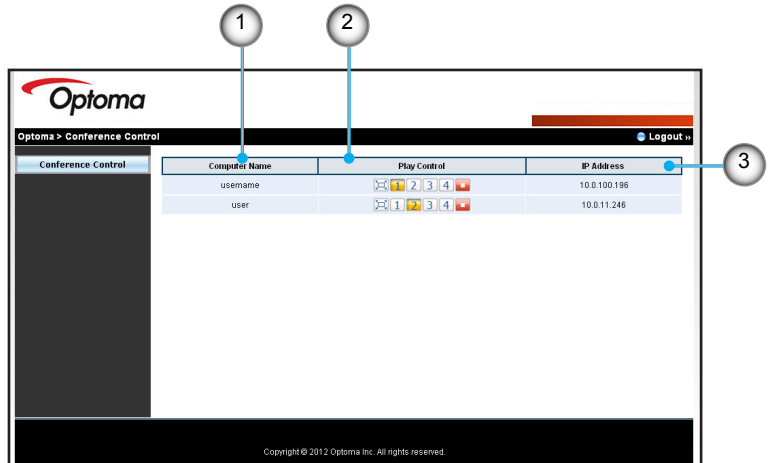 1 2
Optoma
Optoma > Conference Control Logout »
Conference Control
Computer Name Play Control IP Address 3
username 1 2 3 4 10.0.100.196
user 1 2 3 4 10.0.11.246
Copyright © 2012 Optoma Inc. All rights reserved.